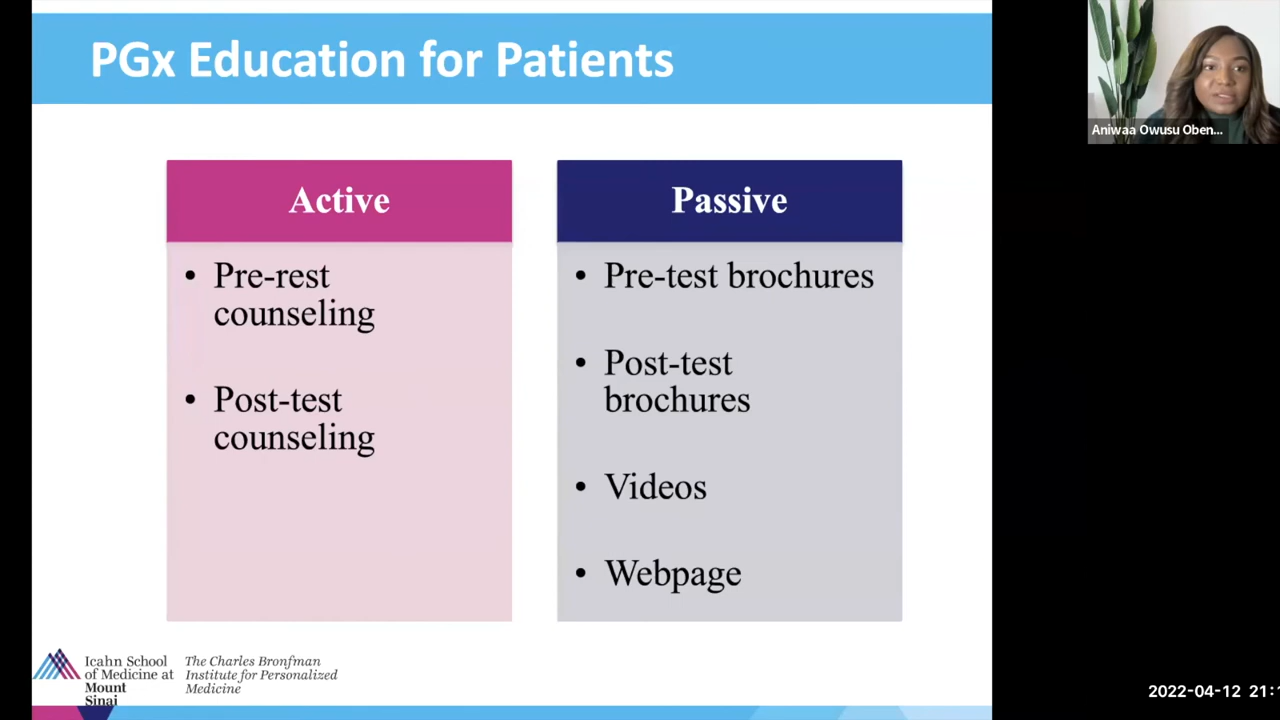 PGx Education for Patients
Aniwaa Owusu Oben...
Active
• Pre-rest
counseling
• Post-test
counseling
Passive
• Pre-test brochures
• Post-test
brochures
• Videos
• Webpage
Icahn School
of Medicine at
Mount
Sinai
The Charles Bronfman
Institute for Personalized
Medicine
2022-04-12 21: